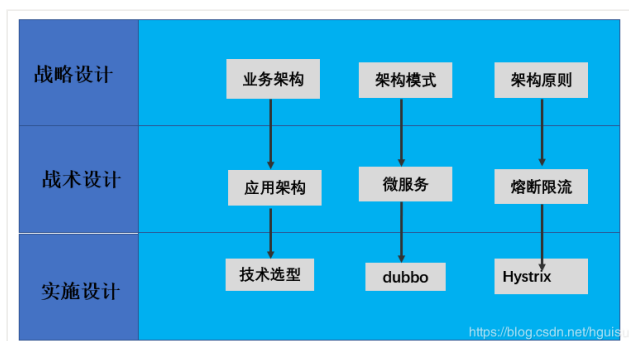 战略设计
业务架构
架构模式
架构原则
战术设计
应用架构
微服务
熔断限流
实施设计
技术选型
dubbo
Hystrix
https://blog.csdn.net/hguisu